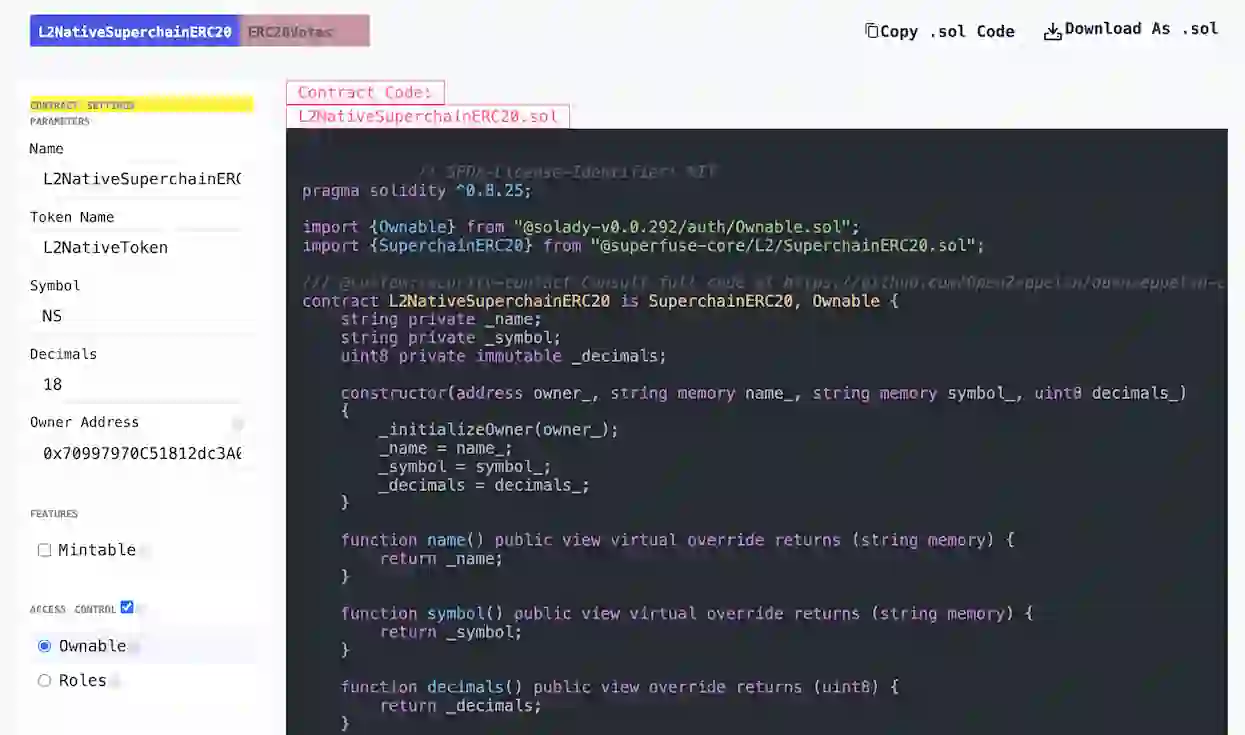 L2NativeSuperchainERC20 ERC20Votes
Copy .sol Code
Download As .sol
CONTRACT SETTINGS
PARAMETERS
Name
L2NativeSuperchainERC
Token Name
L2NativeToken
Symbol
NS
Decimals
18
Owner Address
0x70997970C51812dc3A0
FEATURES
Mintable
ACCESS CONTROL
Ownable
Roles
Contract Code:
L2NativeSuperchainERC20.sol
// SPDX-License-Identifier: MIT
pragma solidity ^0.8.25;
import {Ownable} from "@solady-v0.0.292/auth/Ownable.sol";
import {SuperchainERC20} from "@superfuse-core/L2/SuperchainERC20.sol";
/// @custom:security-contact Consult full code at https://github.com/OpenZeppelin/openzeppelin-c
contract L2NativeSuperchainERC20 is SuperchainERC20, Ownable {
string private _name;
string private _symbol;
uint8 private immutable _decimals;
constructor(address owner_, string memory name_, string memory symbol_, uint8 decimals_)
{
_initializeOwner(owner_);
_name = name_;
_symbol = symbol_;
_decimals = decimals_;
}
function name() public view virtual override returns (string memory) {
return _name;
}
function symbol() public view virtual override returns (string memory) {
return _symbol;
}
function decimals() public view override returns (uint8) {
return _decimals;
}